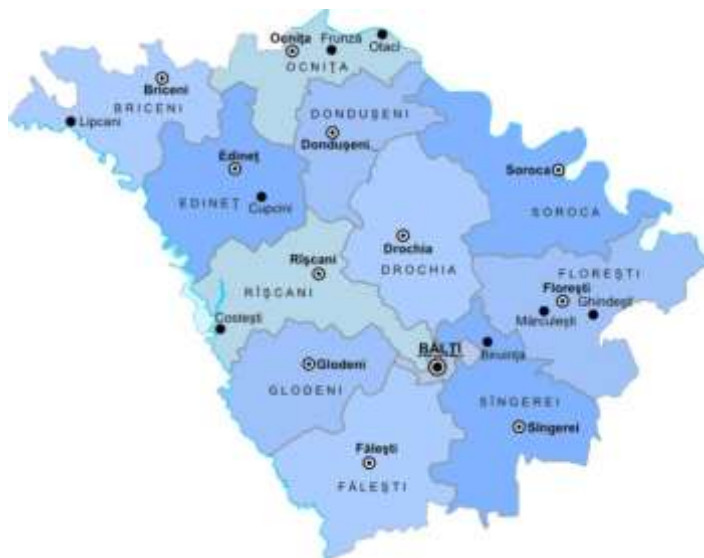 Ocnița
Frunză
Otaci
OCNIȚA
Briceni
BRICENI
Lipcani
DONDUȘENI
Dondușeni
Edineț
EDINEȚ
Cupcini
Soroca
SOROCA
Drochia
DROCHIA
Rîșcani
RÎȘCANI
FLOREȘTI
Florești
Ghindești
Mărculești
Costești
BĂLȚI
Biruința
Glodeni
GLODENI
SÎNGEREI
Sîngerei
Fălești
FĂLEȘTI